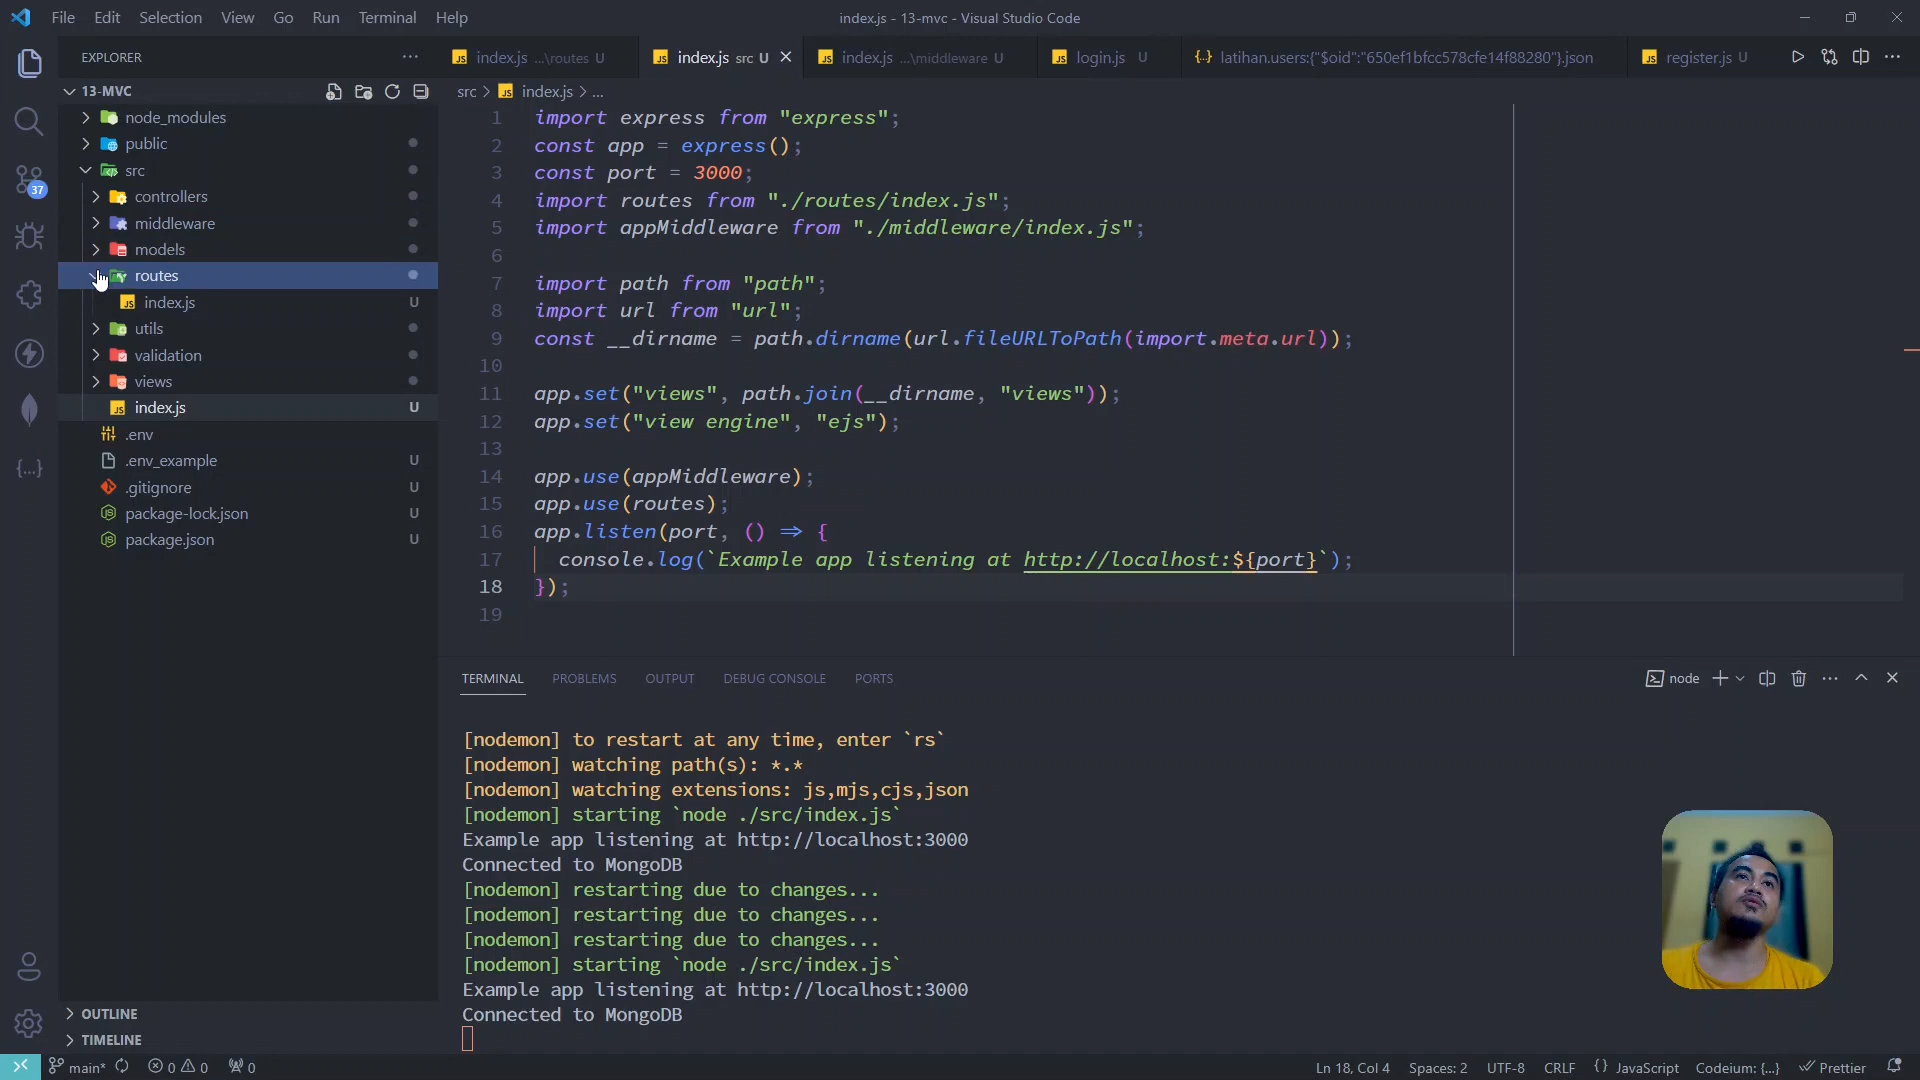 File Edit Selection View Go Run Terminal Help
index.js - 13-mvc - Visual Studio Code
EXPLORER
index.js ...\routes U
index.js src U
index.js ...\middleware U
login.js U
latihan.users:{"$oid":"650ef1bfcc578cfe14f88280"}.json
register.js U
13-MVC
node_modules
public
src
controllers
middleware
models
routes
index.js U
utils
validation
views
index.js U
.env
.env_example U
.gitignore U
package-lock.json U
package.json U
OUTLINE
TIMELINE
37
src > index.js > ...
1 import express from "express";
2 const app = express();
3 const port = 3000;
4 import routes from "./routes/index.js";
5 import appMiddleware from "./middleware/index.js";
6
7 import path from "path";
8 import url from "url";
9 const __dirname = path.dirname(url.fileURLToPath(import.meta.url));
10
11 app.set("views", path.join(__dirname, "views"));
12 app.set("view engine", "ejs");
13
14 app.use(appMiddleware);
15 app.use(routes);
16 app.listen(port, () => {
17 console.log(`Example app listening at http://localhost:${port}`);
18 });
19
TERMINAL PROBLEMS OUTPUT DEBUG CONSOLE PORTS
node
[nodemon] to restart at any time, enter `rs`
[nodemon] watching path(s): *.*
[nodemon] watching extensions: js,mjs,cjs,json
[nodemon] starting `node ./src/index.js`
Example app listening at http://localhost:3000
Connected to MongoDB
[nodemon] restarting due to changes...
[nodemon] restarting due to changes...
[nodemon] restarting due to changes...
[nodemon] starting `node ./src/index.js`
Example app listening at http://localhost:3000
Connected to MongoDB
main* 0 0 0
Ln 18, Col 4 Spaces: 2 UTF-8 CRLF {} JavaScript Codeium: {...} Prettier